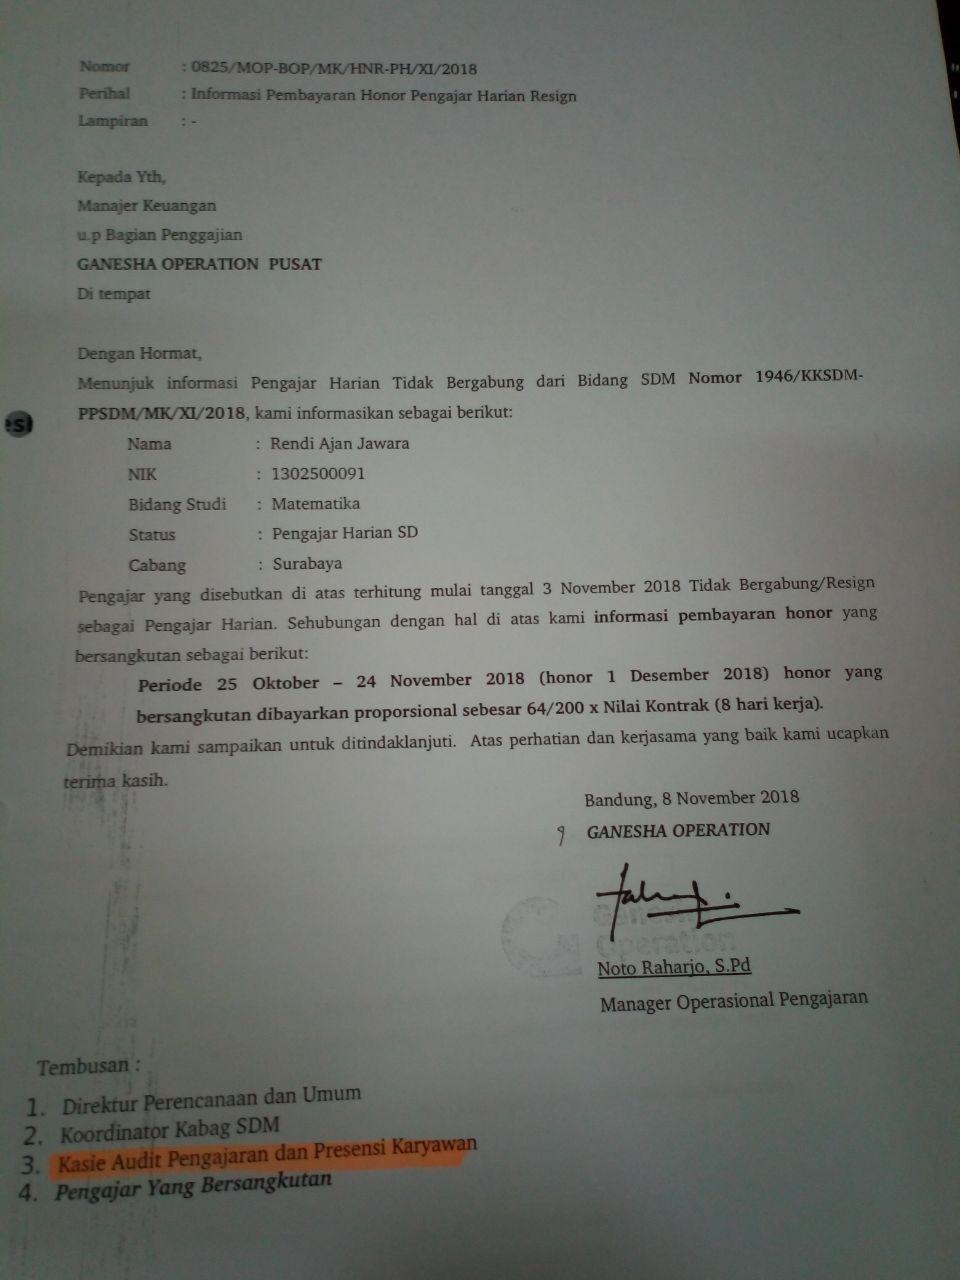 Nomor : 0825/MOP-BOP/MK/HNR-PH/XI/2018
Perihal : Informasi Pembayaran Honor Pengajar Harian Resign
Lampiran : -
Kepada Yth,
Manajer Keuangan
u.p Bagian Penggajian
GANESHA OPERATION PUSAT
Di tempat
Dengan Hormat,
Menunjuk informasi Pengajar Harian Tidak Bergabung dari Bidang SDM Nomor 1946/KKSDM-
PPSDM/MK/XI/2018, kami informasikan sebagai berikut:
Nama : Rendi Ajan Jawara
NIK : 1302500091
Bidang Studi : Matematika
Status : Pengajar Harian SD
Cabang : Surabaya
Pengajar yang disebutkan di atas terhitung mulai tanggal 3 November 2018 Tidak Bergabung/Resign
sebagai Pengajar Harian. Sehubungan dengan hal di atas kami informasi pembayaran honor yang
bersangkutan sebagai berikut:
Periode 25 Oktober – 24 November 2018 (honor 1 Desember 2018) honor yang
bersangkutan dibayarkan proporsional sebesar 64/200 x Nilai Kontrak (8 hari kerja).
Demikian kami sampaikan untuk ditindaklanjuti. Atas perhatian dan kerjasama yang baik kami ucapkan
terima kasih.
Bandung, 8 November 2018
GANESHA OPERATION
Ganesha
Operation
Noto Raharjo, S.Pd
Manager Operasional Pengajaran
Tembusan :
1. Direktur Perencanaan dan Umum
2. Koordinator Kabag SDM
3. Kasie Audit Pengajaran dan Presensi Karyawan
4. Pengajar Yang Bersangkutan